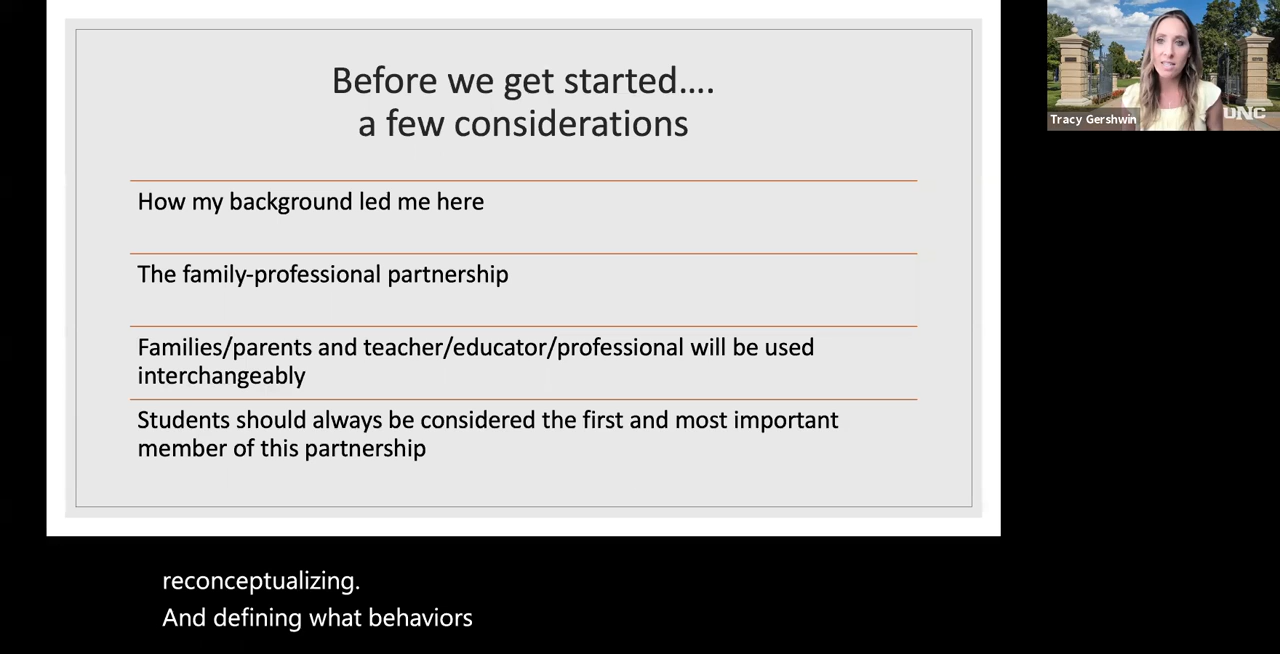 Before we get started....
a few considerations
How my background led me here
The family-professional partnership
Families/parents and teacher/educator/professional will be used
interchangeably
Students should always be considered the first and most important
member of this partnership
Tracy Gershwin
UNC
reconceptualizing.
And defining what behaviors